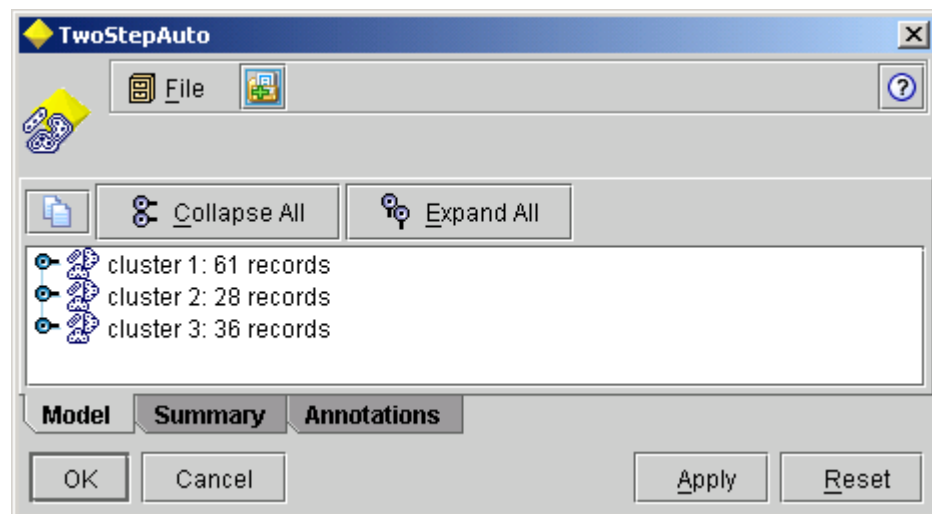 TwoStepAuto
File
Collapse All Expand All
cluster 1: 61 records
cluster 2: 28 records
cluster 3: 36 records
Model Summary Annotations
OK Cancel Apply Reset